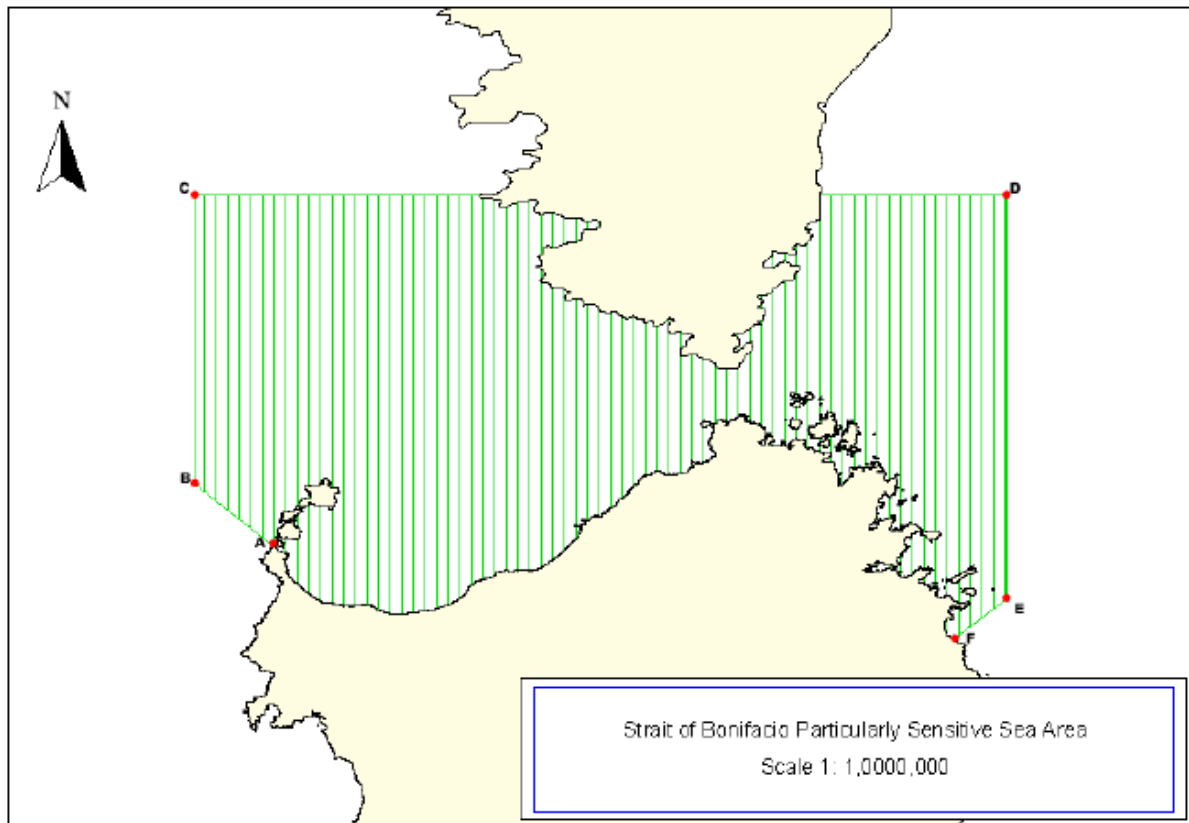 N
C
D
B
A A
E
F
Strait of Bonifacio Particularly Sensitive Sea Area
Scale 1: 1,0000,000